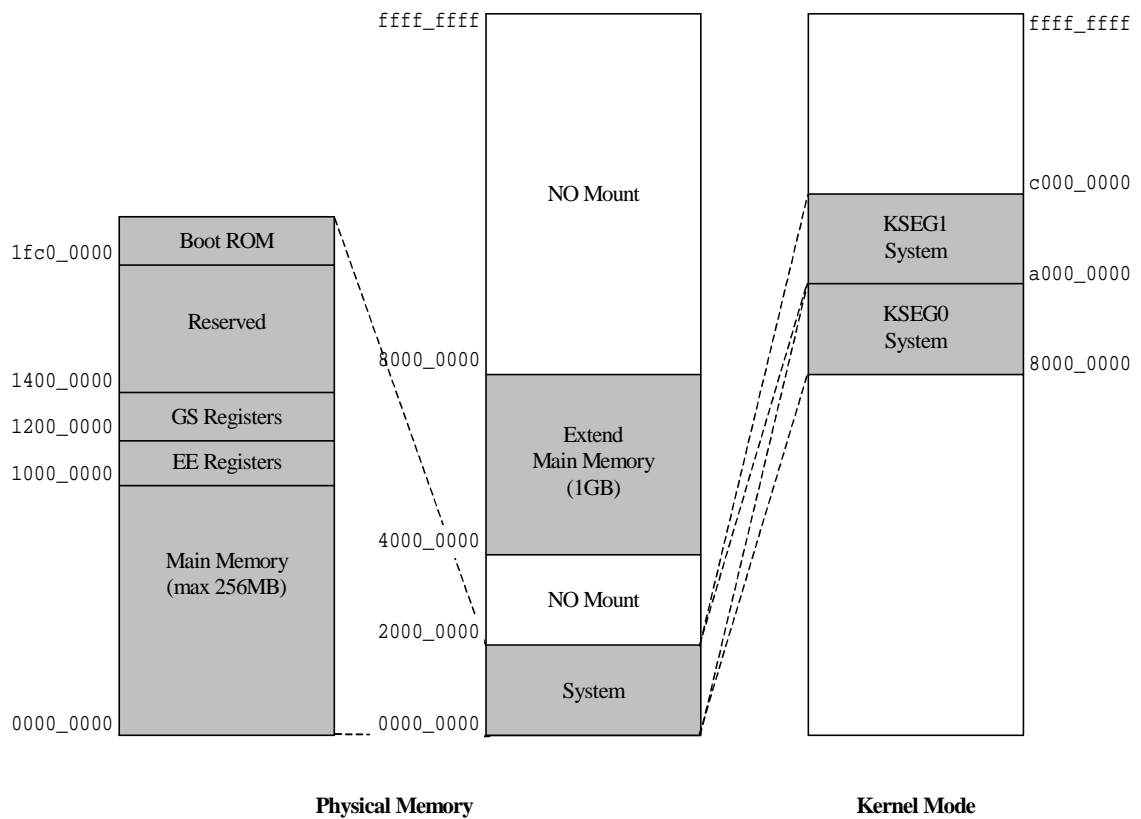 ffff_ffff
ffff_ffff
NO Mount
c000_0000
KSEG1
System
Boot ROM
1fc0_0000
a000_0000
Reserved
KSEG0
System
8000_0000
8000_0000
1400_0000
GS Registers
1200_0000
EE Registers
1000_0000
Extend
Main Memory
(1GB)
4000_0000
Main Memory
(max 256MB)
NO Mount
2000_0000
System
0000_0000
0000_0000
Physical Memory
Kernel Mode